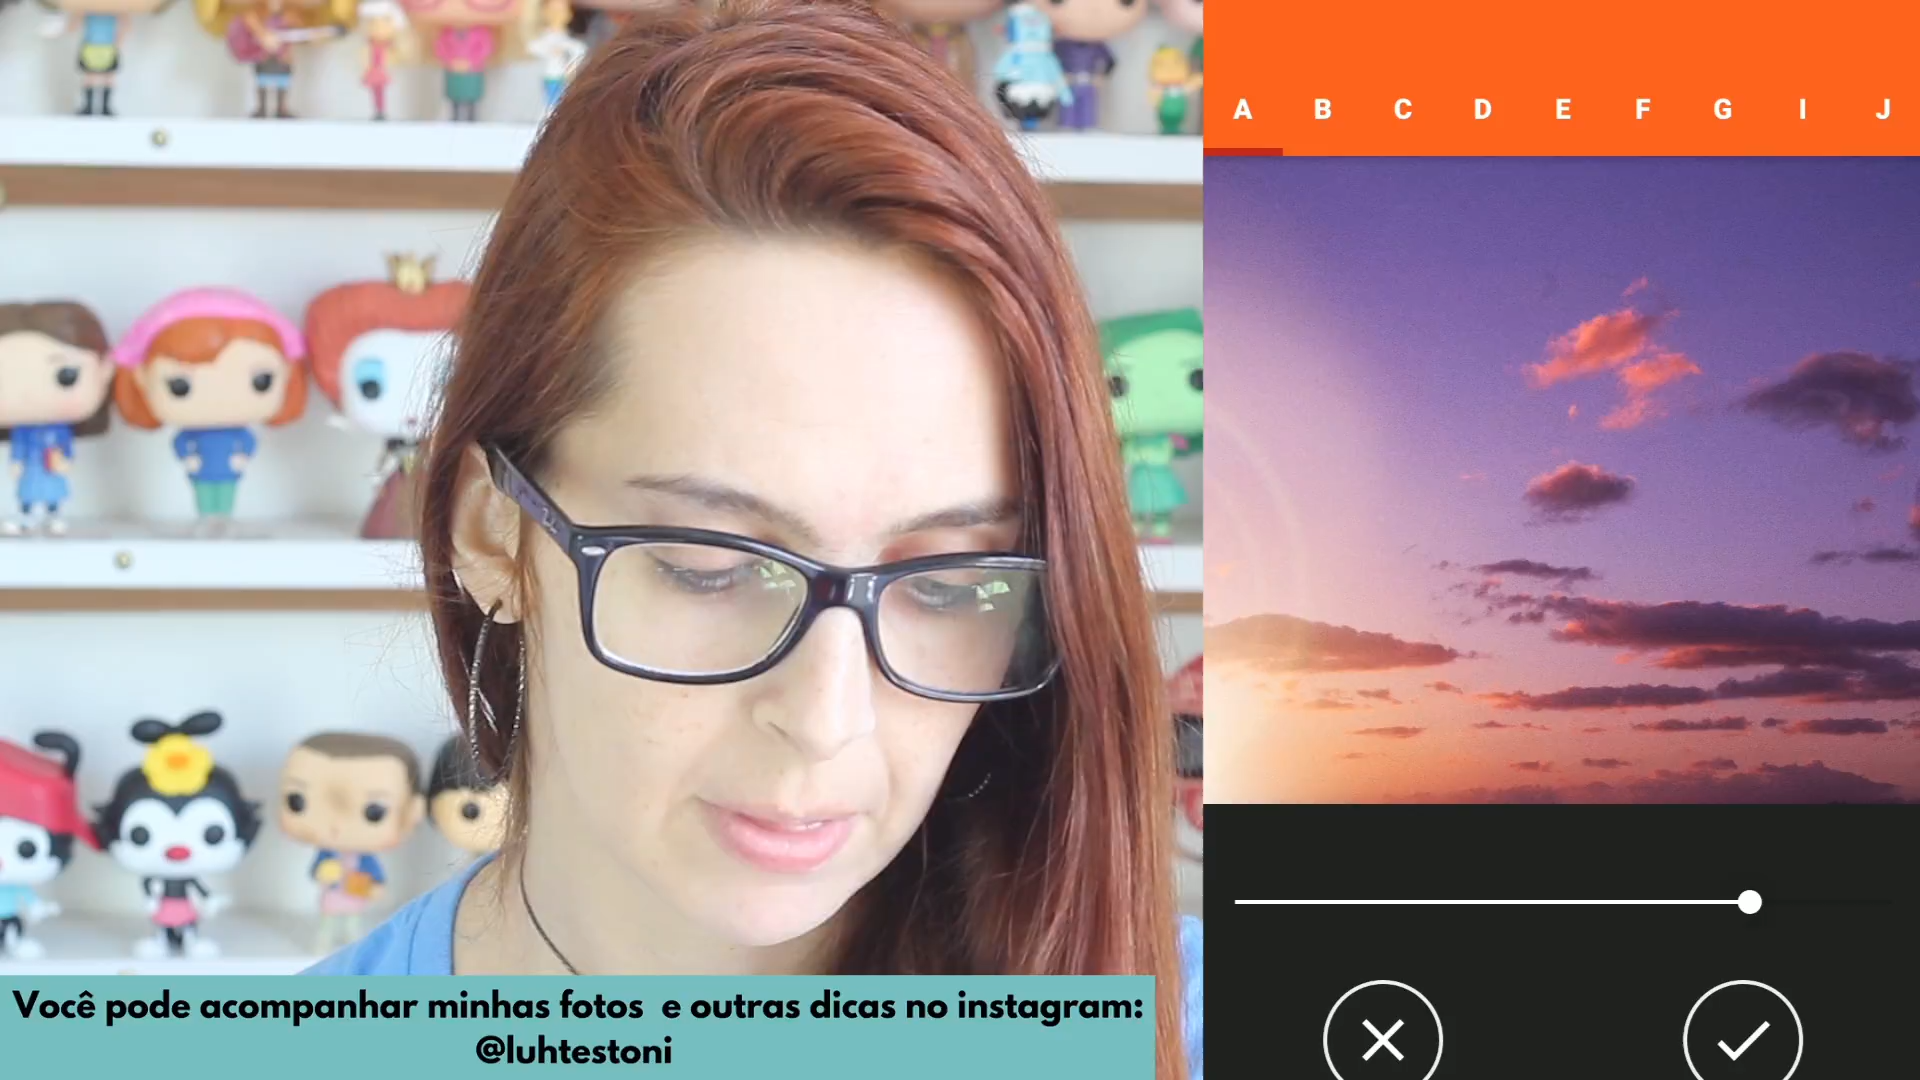 A B C D E F G I J
Você pode acompanhar minhas fotos e outras dicas no instagram:
@luhtestoni